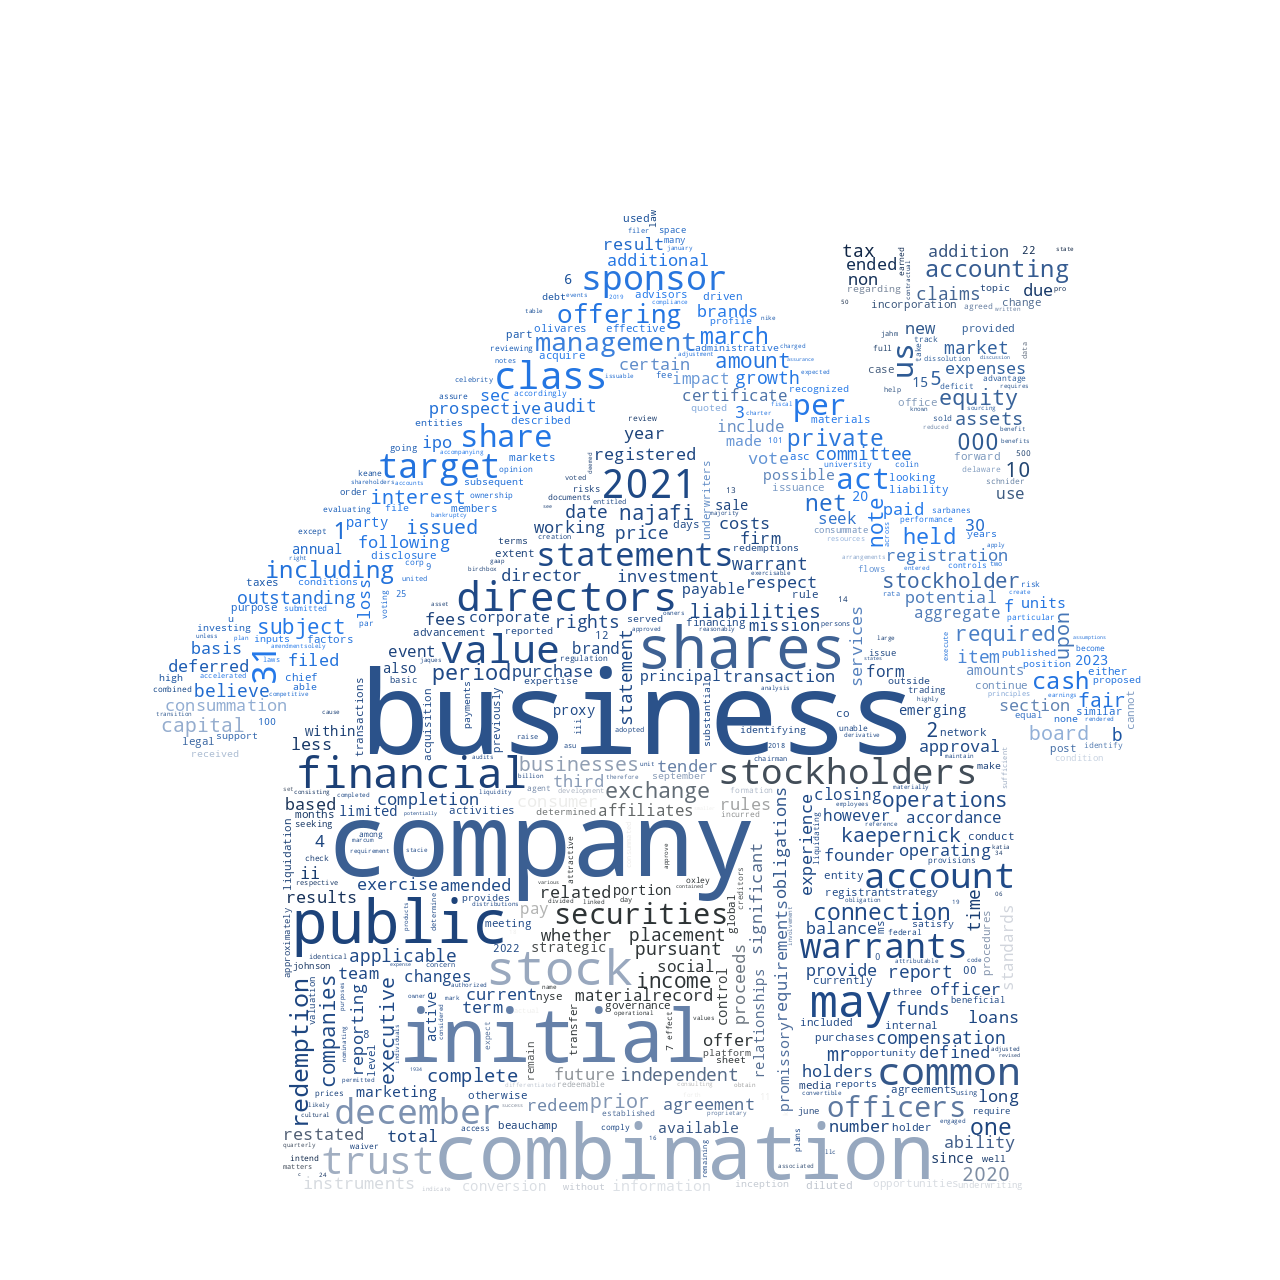 used law
filer space
result many
january
additional
6 sponsor
tax addition 22 state
ended earned accounting
non contractual
regarding claims topic due pro
50 incorporation agreed change
written
debt events 2019 advisors driven
compliance
table offering brands
profile nike
olivares effective
part management march
administrative charged
reviewing
notes acquire certain adjustment amount assurance
jahm new provided
track market data
full us take dissolution discussion
case expenses
15 5 deficit advantage
requires
celebrity class issuable fee impact growth recognized expected
assure sec accordingly certificate fiscal per
help equity
office sourcing
known
prospective audit quoted 3 charter materials
entities described review include
sold assets
reduced benefit
ipo share year made 101 private
000 benefits
going accompanying
markets registered vote asc committee
forward 500
keane target opinion voted deemed possible university colin
delaware 10
shareholders accounts subsequent risks act looking
schnider
order interest ownership 2021 underwriters issuance liability
use
evaluating file members documents entitled 13 net 20
see sale majority paid sarbanes
except 1 party issued date najafi days seek note performance 30
consummate across
annual following working price costs resources years
creation
right disclosure terms statements firm redemptions held apply
extent gaap warrant arrangements registration
including corp 9 birchbox exercisable flows controls two
entered
taxes conditions united director investment respect stockholder risk
outstanding loss 25 asset payable rule rata create
purpose submitted voting directors owners liabilities 14 potential f units
u par fees corporate rights served financing mission persons aggregate particular
investing subject advancement reported approved reasonably upon
unless plan inputs factors 12 shares services large required assumptions
basis amendment solely event value brand regulation statement issue execute published become
deferred 31 laws filed also jaques period purchase principal transaction states item position 2023 either
high accelerated chief basic expertise analysis form amounts
combined believe competitive able business outside continue cash proposed
consummation transactions acquisition payments previously proxy substantial trading principles earnings fair
transition highly section similar
capital 100 cause iii co emerging equal none rendered cannot
legal support within raise adopted identifying unable 2 network board b
received less audits asu 2018 derivative approval post identify
unit chairman maintain make sufficient condition
financial businesses tender stockholders
billion therefore september
set consisting completed liquidity agent third development exchange formation materially
based completion consumer rules closing operations
months limited potentially activities determined affiliates incurred employees
seeking among company obligations however accordance
4 marcum reference
check requirement stacie experience kaepernick conduct
liquidation approve liquidating founder operating katia
ii attractive provisions 34
respective exercise amended various related portion oxley contained entity account
results provides divided linked day creditors registrant strategy 06
public products determine distributions pay securities global significant obligation 19
meeting connection time
approximately whether placement balance ms satisfy
identical applicable 2022 strategic pursuant requirements involvement 0 federal warrants procedures standards
johnson expense concern attributable code
team changes stock social provide report 00
valuation purposes owner authorized name income control proceeds currently
redemption companies reporting executive active mark current nyse material record may three officer beneficial
considered term governance relationships included funds loans
nominating 8 individuals initial operational values internal
level expect transfer 7 effect offer purchases compensation
remain platform promissory mr opportunity defined adjusted
1934 sheet revised
permitted complete future independent holders common
differentiated redeemable consulting obtain media reports agreements using
prices marketing otherwise convertible long
likely december success redeem prior agreement june officers require
cultural established proprietary
restated total access beauchamp comply available number holder engaged one
quarterly waiver 16 plans since ability
intend trust combination remaining llc well
matters associated
c 24 2020
instruments indicate conversion without information inception diluted opportunities underwriting